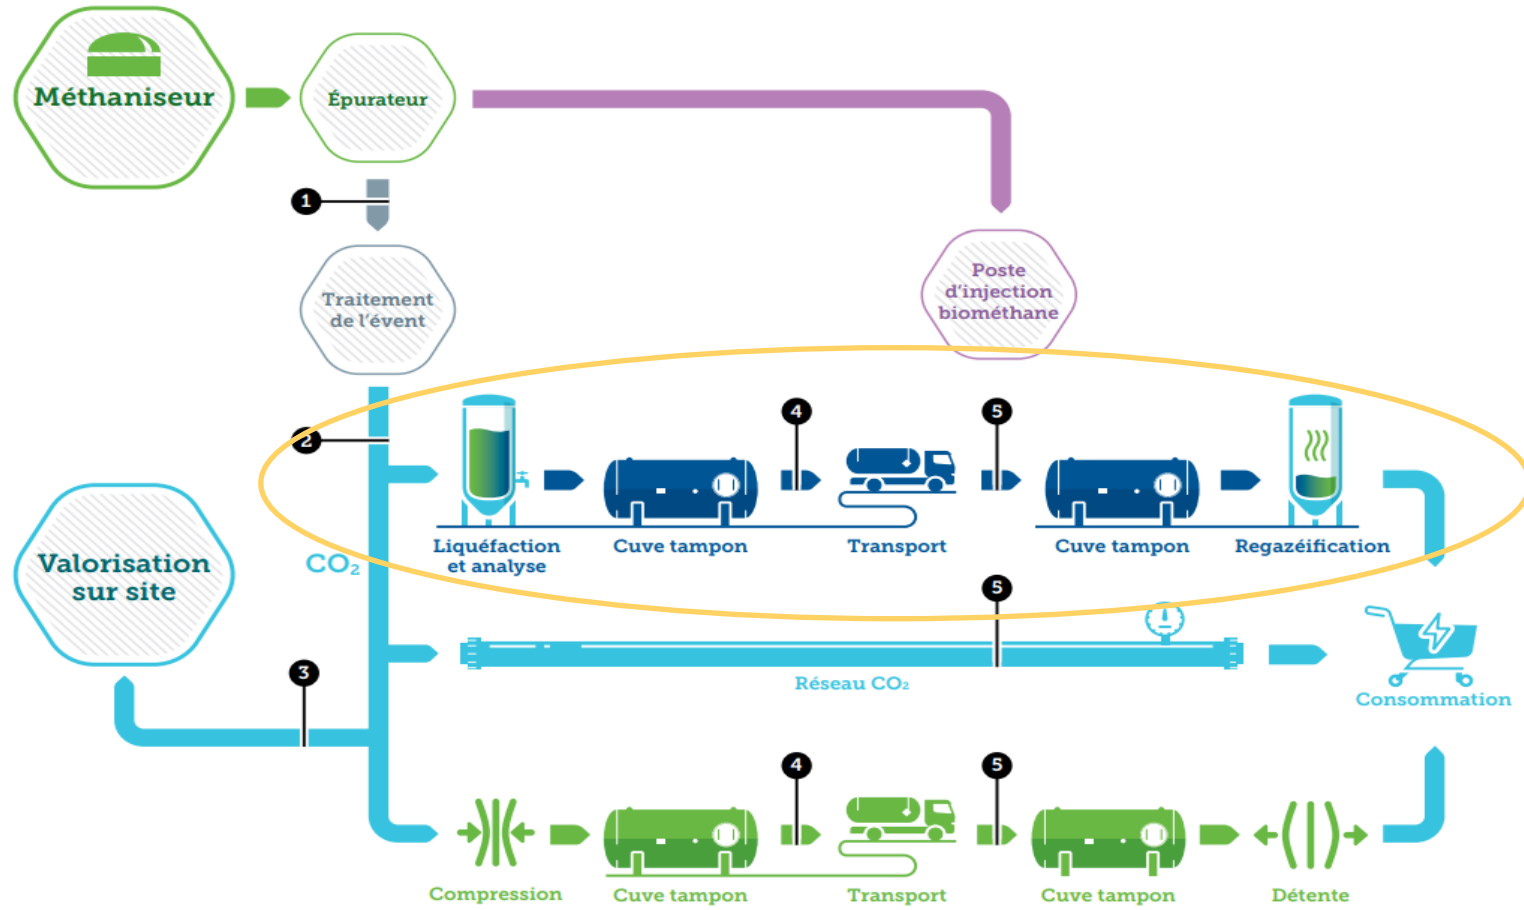 Méthaniseur
Épurateur
1
Traitement
de l'évent
Poste
d'injection
biométhane
2
4
5
Liquéfaction
et analyse
Cuve tampon
Transport
Cuve tampon
Regazéification
Valorisation
sur site
CO₂
5
3
Réseau CO₂
Consommation
4
5
Compression
Cuve tampon
Transport
Cuve tampon
Détente